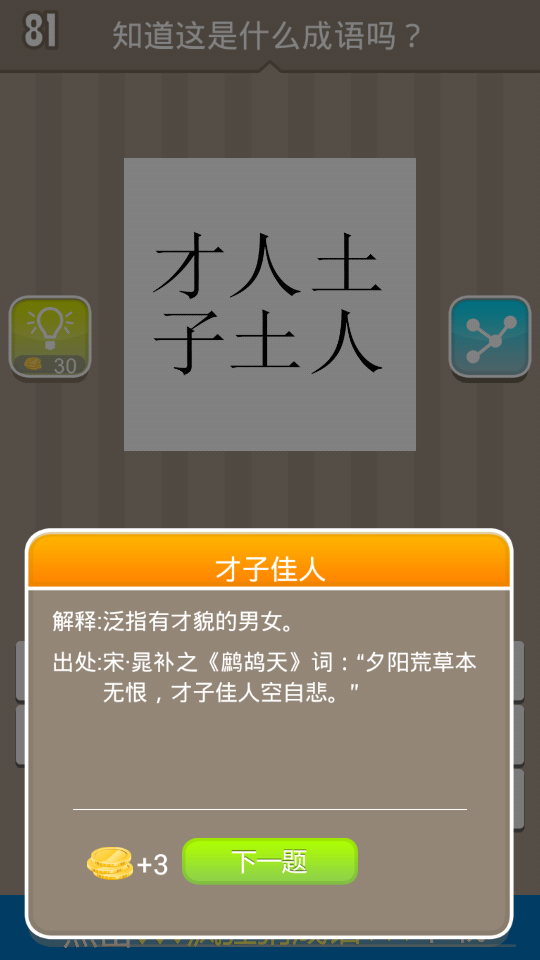 81
知道这是什么成语吗？
才人土
子土人
30
才子佳人
解释:泛指有才貌的男女。
出处:宋·晁补之《鹧鸪天》词：“夕阳荒草本
无恨，才子佳人空自悲。”
+3
下一题